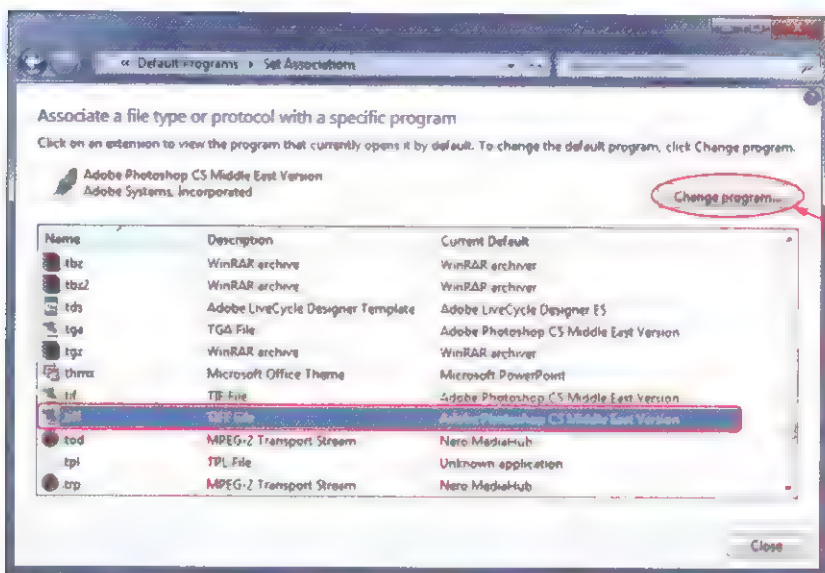 « Default Programs ▸ Set Associations
Associate a file type or protocol with a specific program
Click on an extension to view the program that currently opens it by default. To change the default program, click Change program.
Adobe Photoshop CS Middle East Version
Adobe Systems, Incorporated
Change program...
Name Description Current Default
.tbz WinRAR archive WinRAR archiver
.tbz2 WinRAR archive WinRAR archiver
.tds Adobe LiveCycle Designer Template Adobe LiveCycle Designer ES
.tga TGA File Adobe Photoshop CS Middle East Version
.tgz WinRAR archive WinRAR archiver
.thmx Microsoft Office Theme Microsoft PowerPoint
.tif TIF File Adobe Photoshop CS Middle East Version
TIFF File Adobe Photoshop CS Middle East Version
.tod MPEG-2 Transport Stream Nero MediaHub
.tpl TPL File Unknown application
.trp MPEG-2 Transport Stream Nero MediaHub
Close